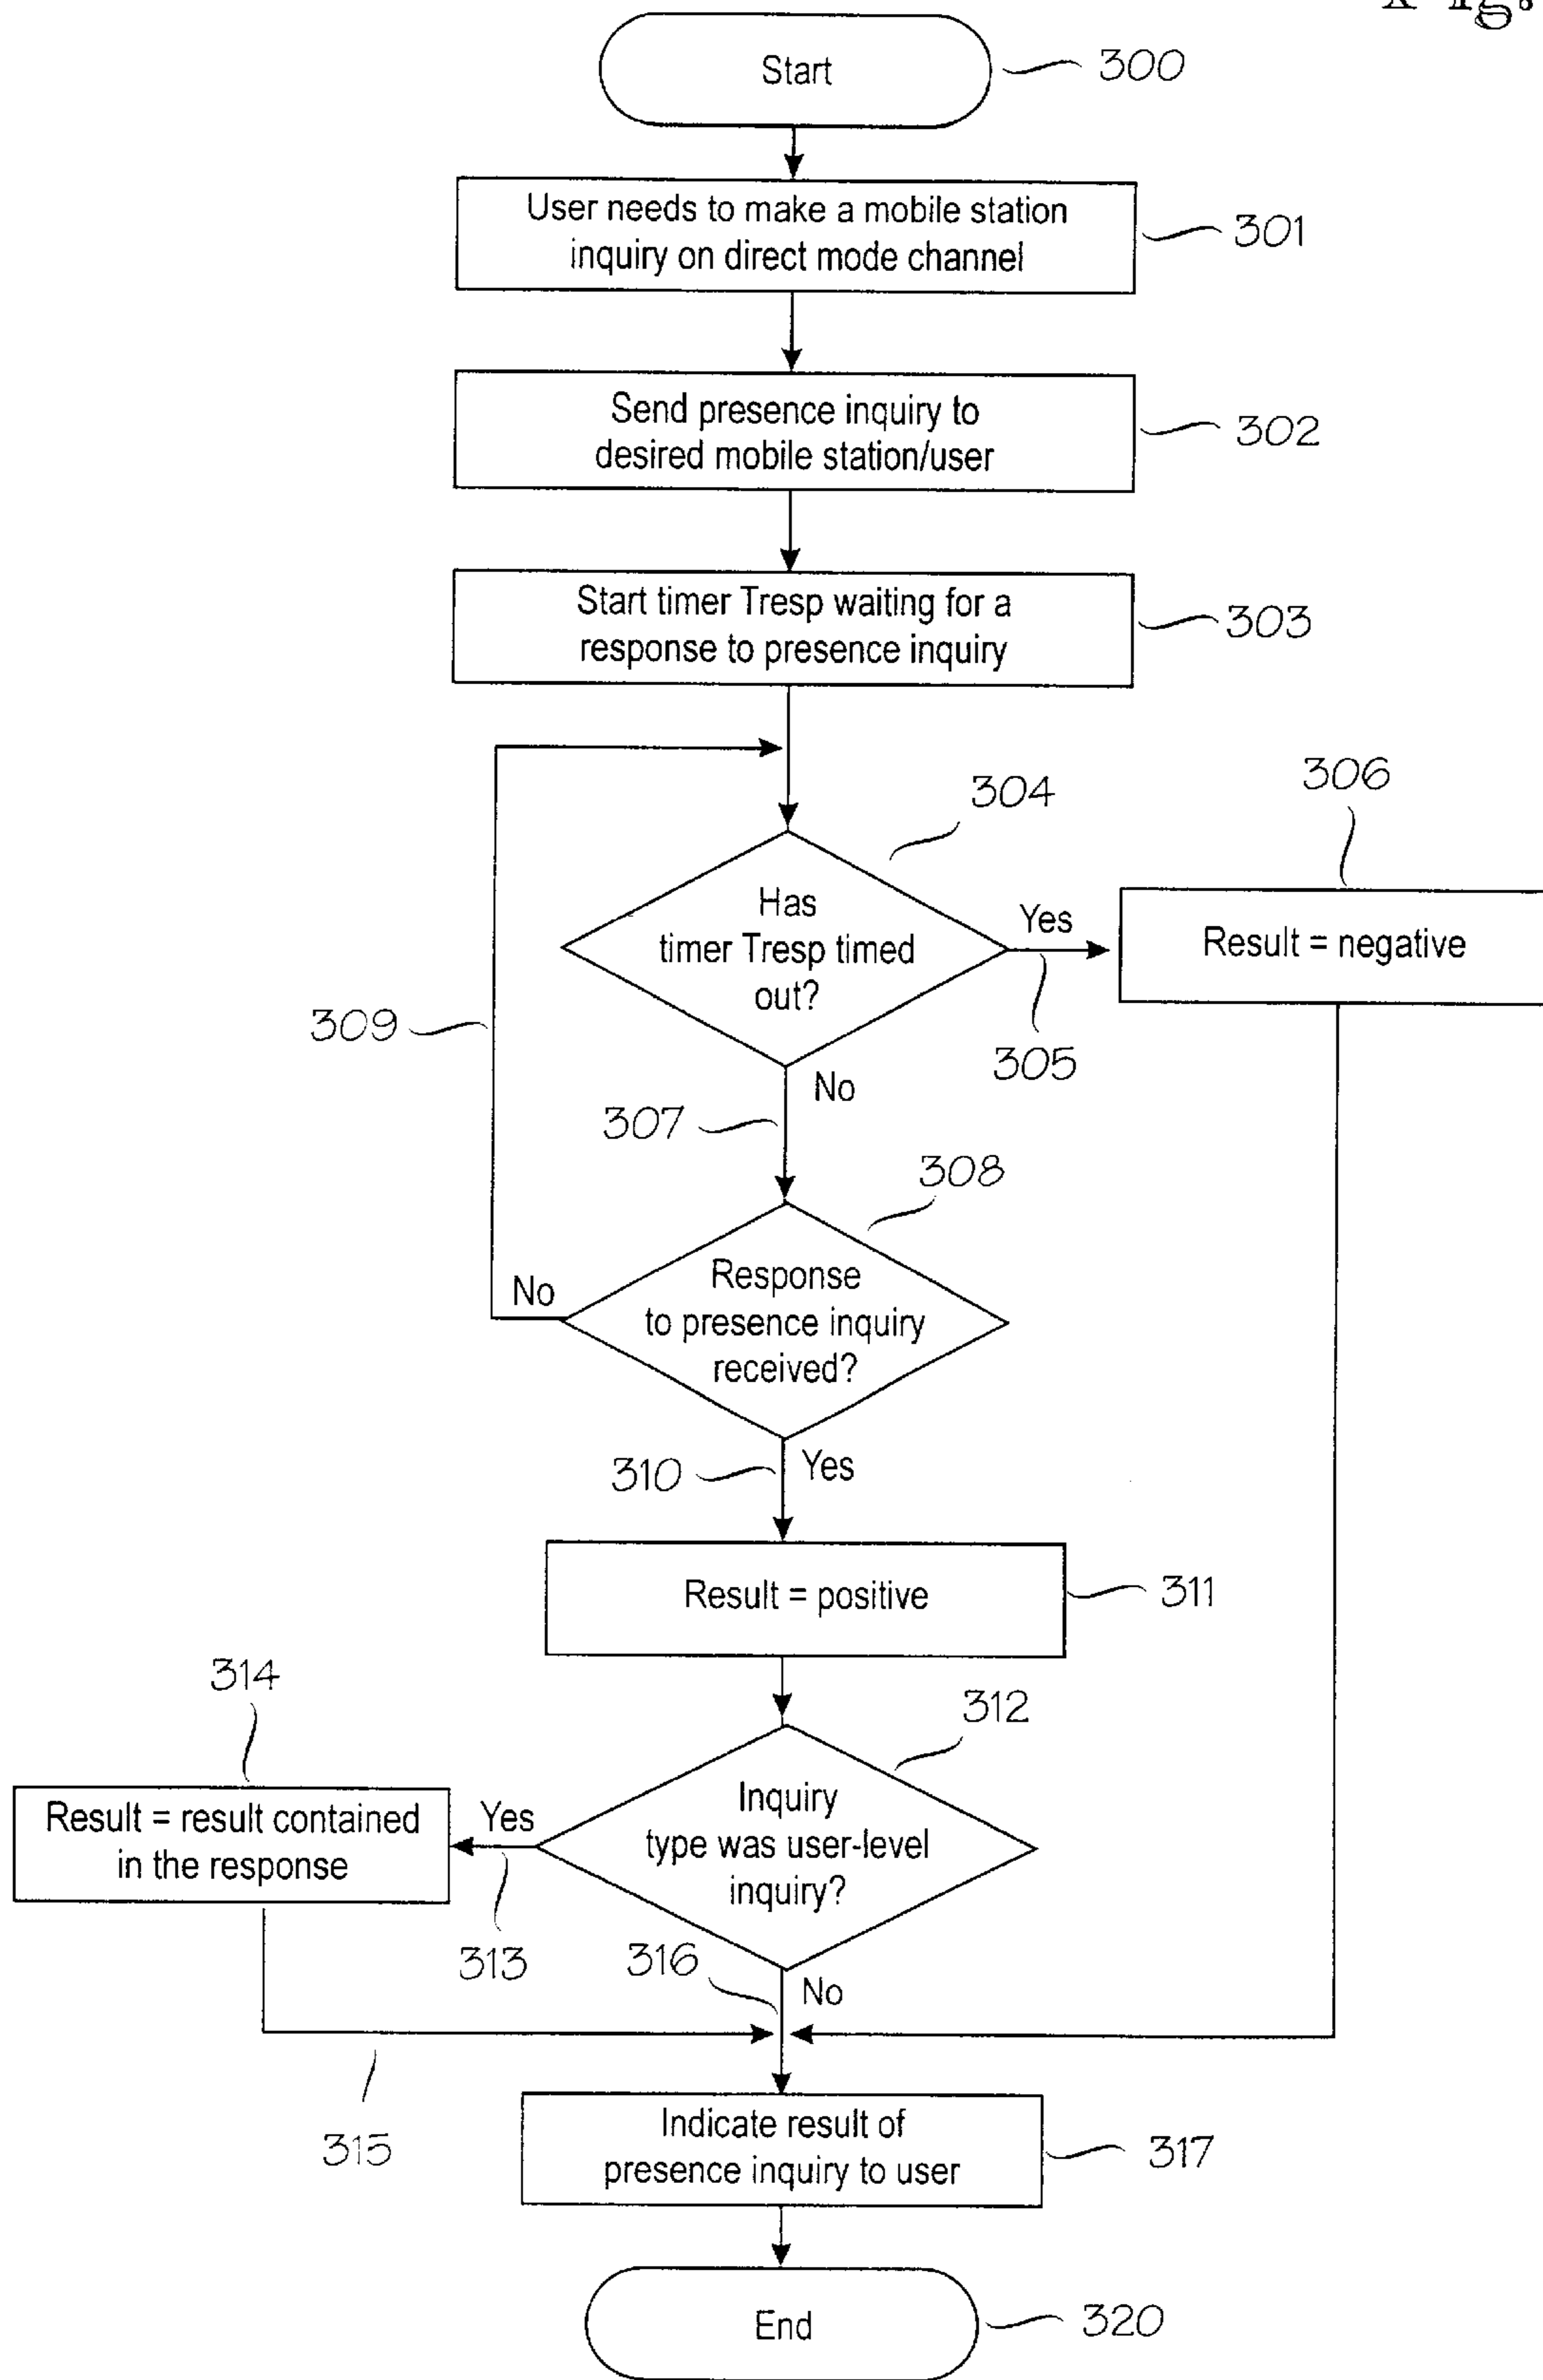 Fig.
Start
300
User needs to make a mobile station
inquiry on direct mode channel
301
Send presence inquiry to
desired mobile station/user
302
Start timer Tresp waiting for a
response to presence inquiry
303
304
306
Has
timer Tresp timed
out?
Yes
Result = negative
309
305
No
307
308
Response
to presence inquiry
received?
No
310
Yes
Result = positive
311
314
312
Result = result contained
in the response
Yes
Inquiry
type was user-level
inquiry?
313
316
No
315
Indicate result of
presence inquiry to user
317
End
320